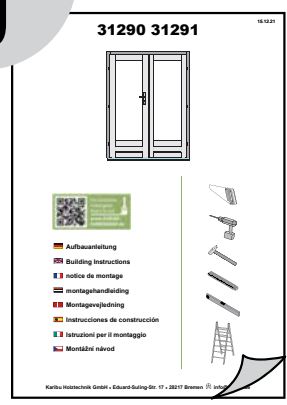 15.12.21
31290 31291
Aufbauanleitung
Building Instructions
notice de montage
montagehandleiding
Montagevejledning
Instrucciones de construcción
Istruzioni per il montaggio
Montážní návod
Karibu Holztechnik GmbH • Eduard-Suling-Str. 17 • 28217 Bremen